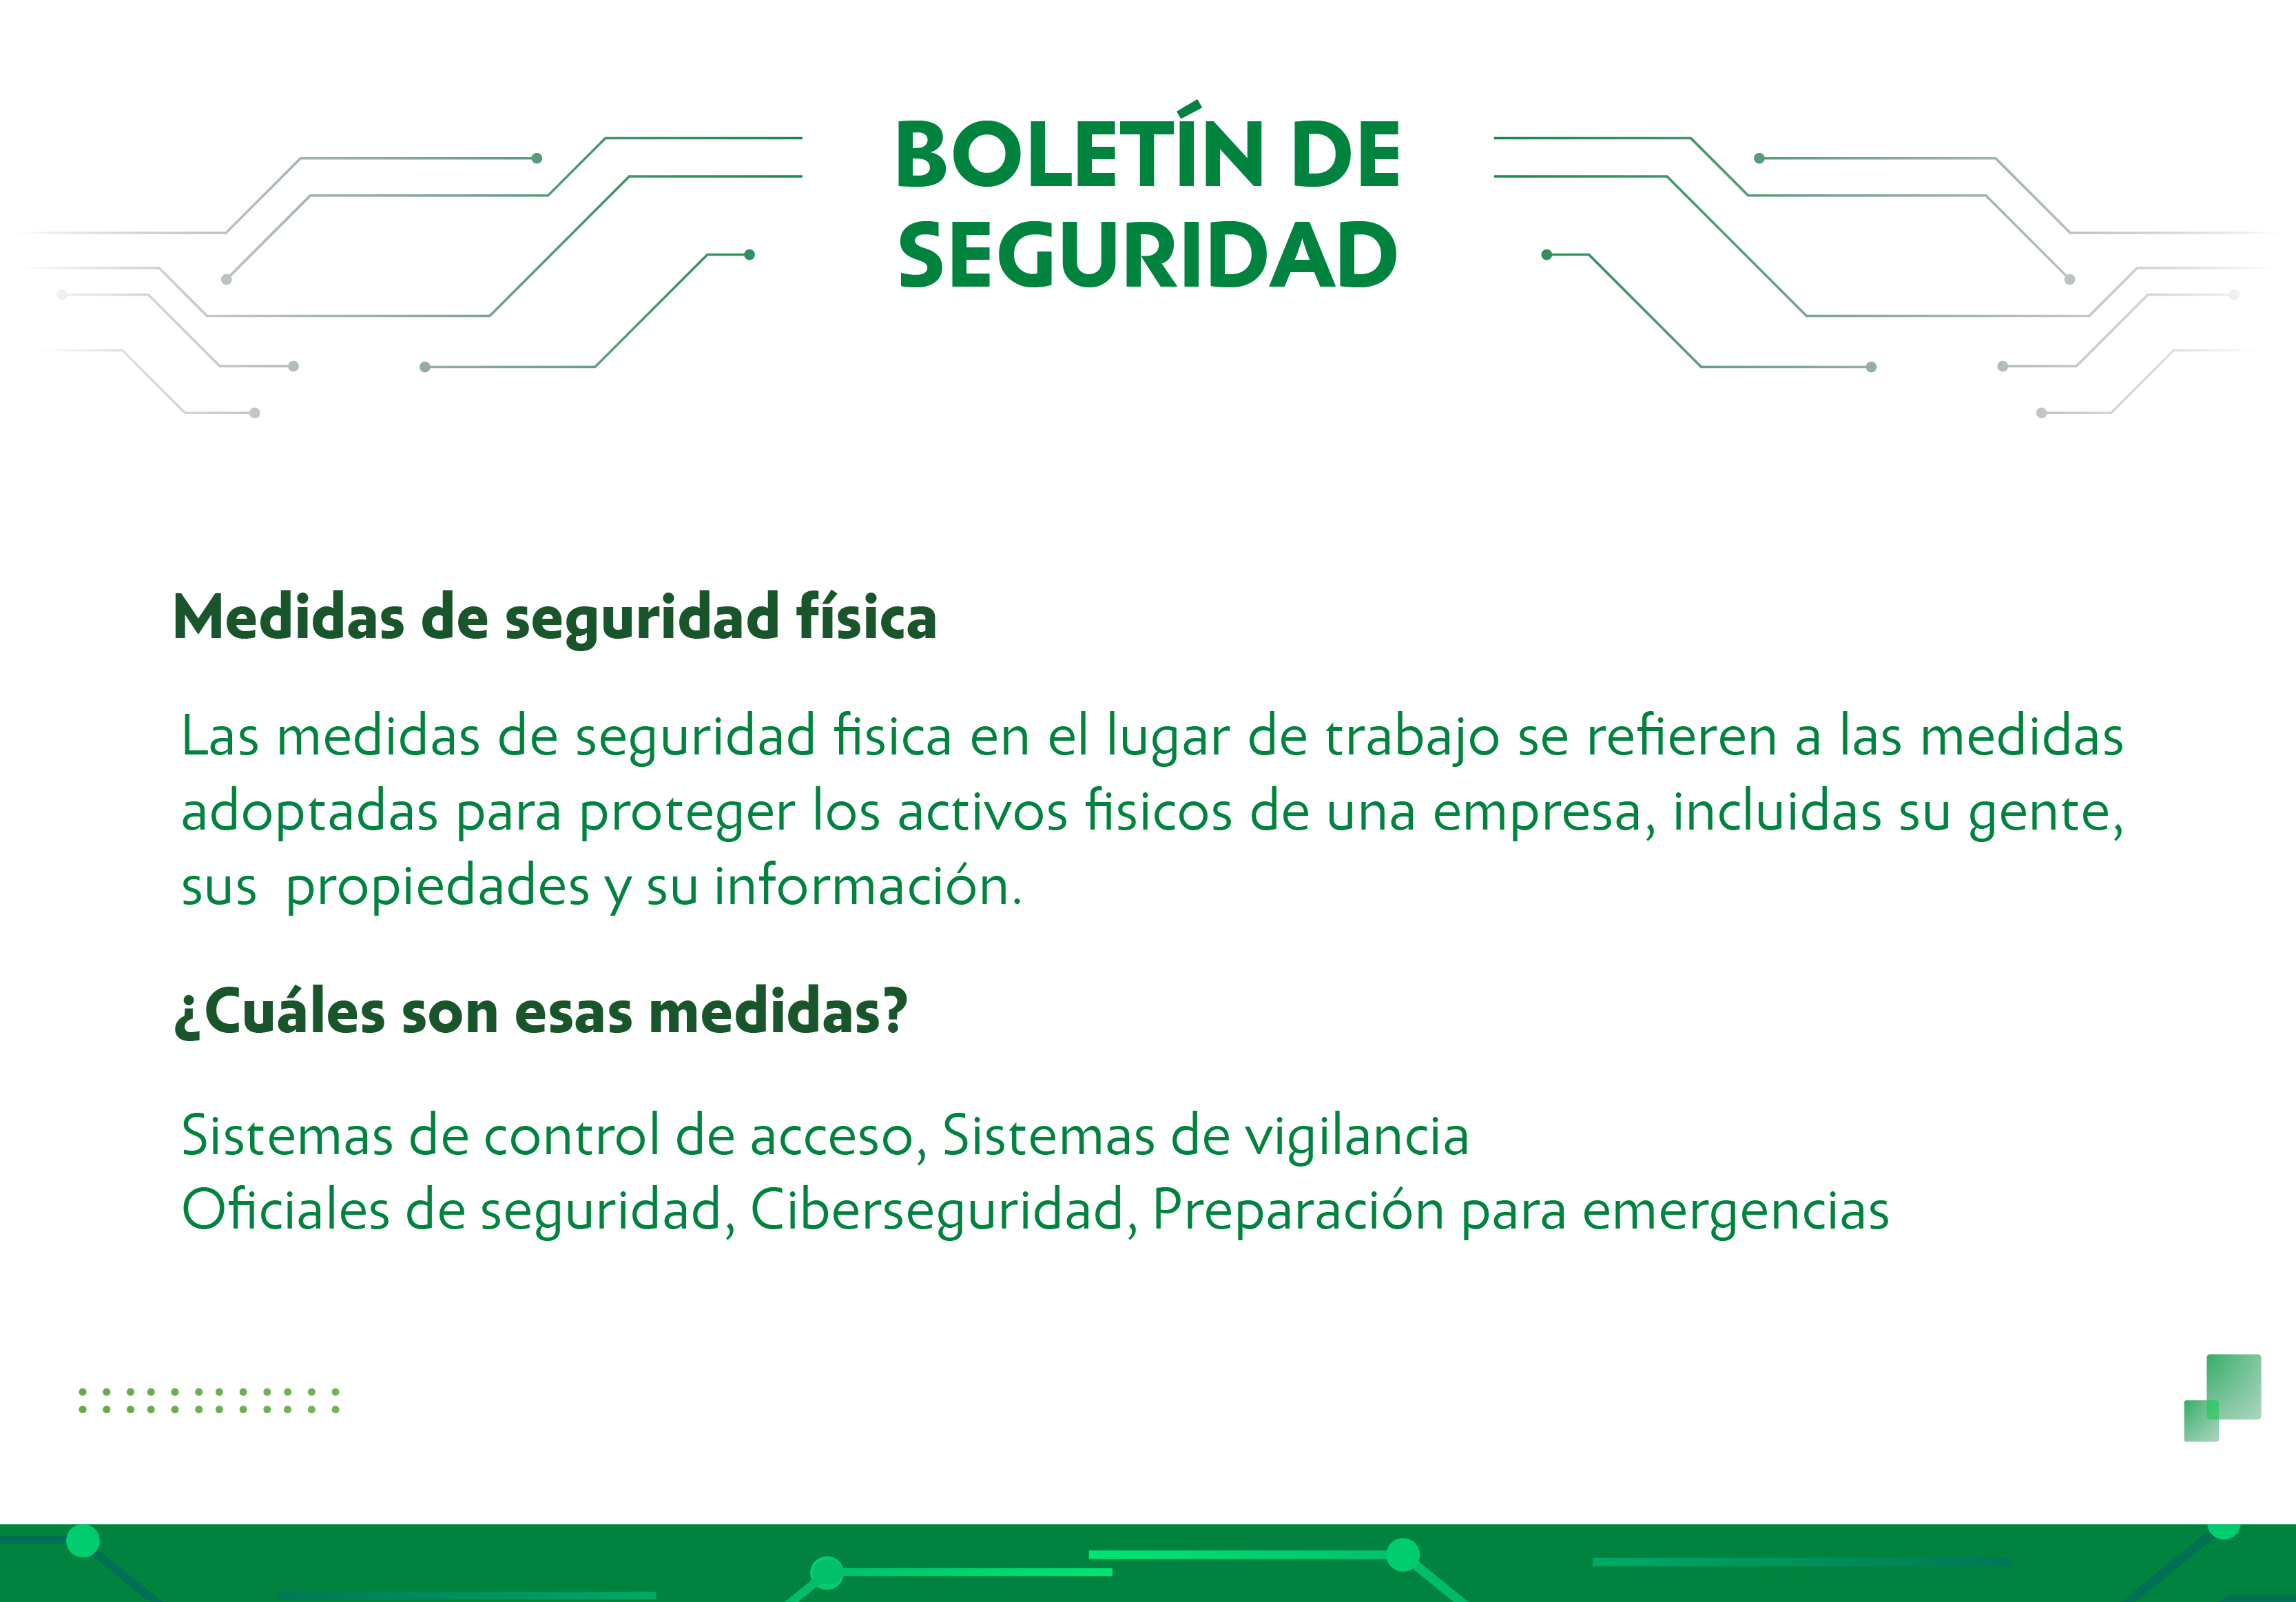 BOLETÍN DE
SEGURIDAD
Medidas de seguridad física
Las medidas de seguridad fisica en el lugar de trabajo se refieren a las medidas
adoptadas para proteger los activos fisicos de una empresa, incluidas su gente,
sus  propiedades y su información.
¿Cuáles son esas medidas?
Sistemas de control de acceso, Sistemas de vigilancia
Oficiales de seguridad, Ciberseguridad, Preparación para emergencias